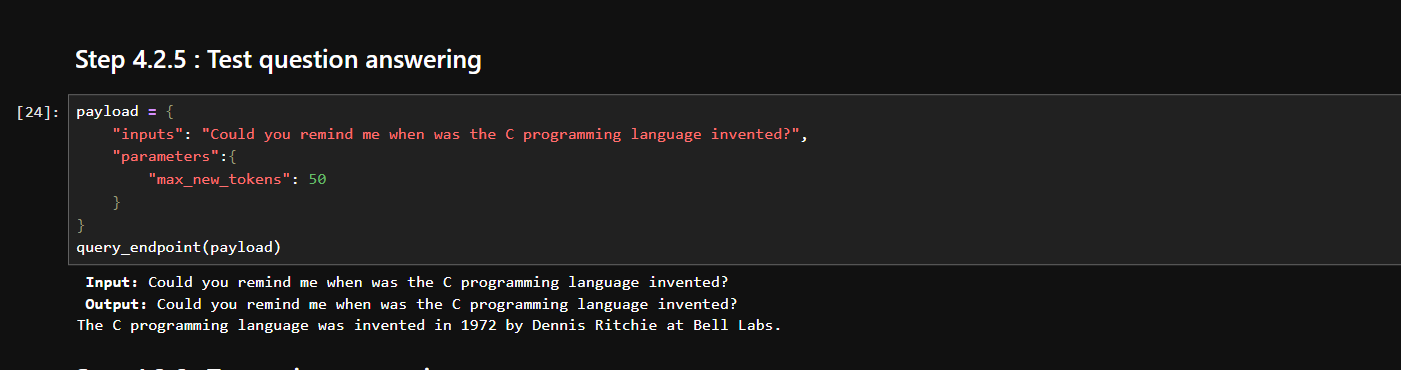 Step 4.2.5 : Test question answering
[24]:
payload = {
    "inputs": "Could you remind me when was the C programming language invented?",
    "parameters":{
        "max_new_tokens": 50
    }
}
query_endpoint(payload)
Input: Could you remind me when was the C programming language invented?
Output: Could you remind me when was the C programming language invented?
The C programming language was invented in 1972 by Dennis Ritchie at Bell Labs.